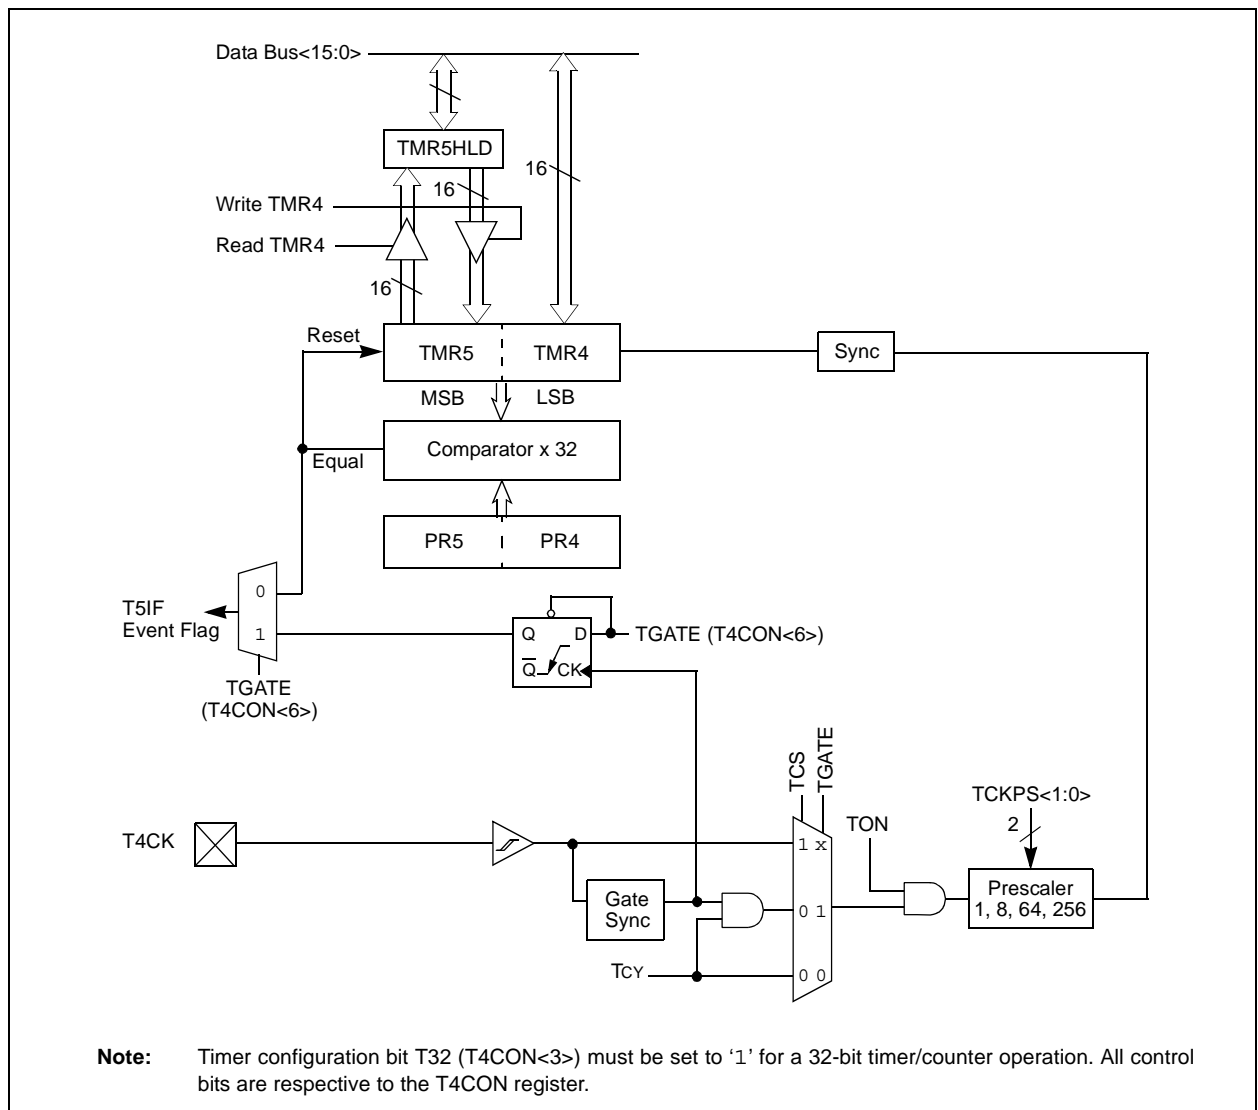 Data Bus<15:0>
TMR5HLD
16
16
Write TMR4
Read TMR4
16
Reset
TMR5
TMR4
Sync
MSB
LSB
Equal
Comparator x 32
PR5
PR4
0
T5IF
Event Flag
1
Q
D
TGATE (T4CON<6>)
Q
CK
TGATE
(T4CON<6>)
TCS
TGATE
TCKPS<1:0>
2
TON
T4CK
1 x
Gate
Sync
0 1
Prescaler
1, 8, 64, 256
TCY
0 0
Note: Timer configuration bit T32 (T4CON<3>) must be set to ‘1’ for a 32-bit timer/counter operation. All control
bits are respective to the T4CON register.